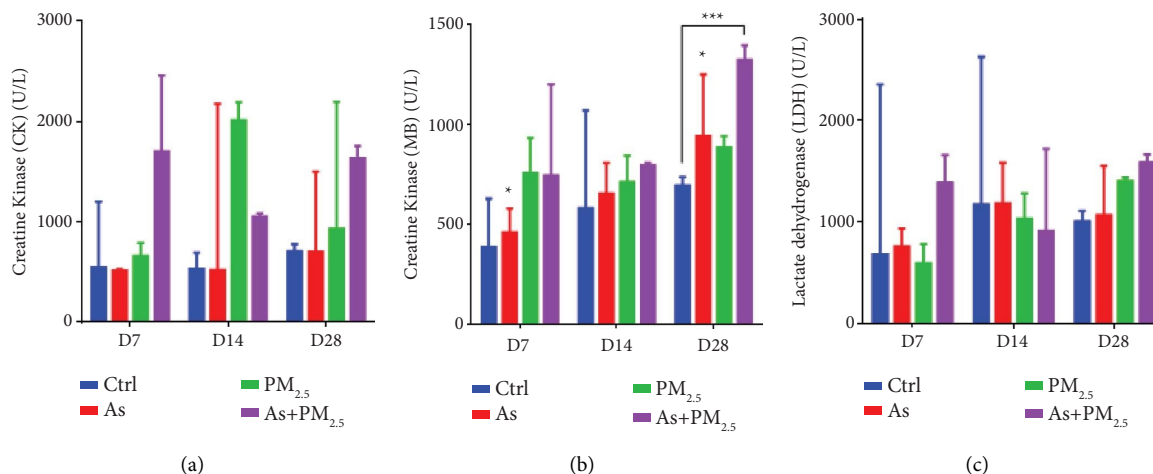 Creatine Kinase (CK) (U/L)
3000
2000
1000
0
D7 D14 D28
Ctrl PM2.5
As As+PM2.5
(a)
Creatine Kinase (MB) (U/L)
1500
1000
500
0
*
*
***
D7 D14 D28
Ctrl PM2.5
As As+PM2.5
(b)
Lactate dehydrogenase (LDH) (U/L)
3000
2000
1000
0
D7 D14 D28
Ctrl PM2.5
As As+PM2.5
(c)